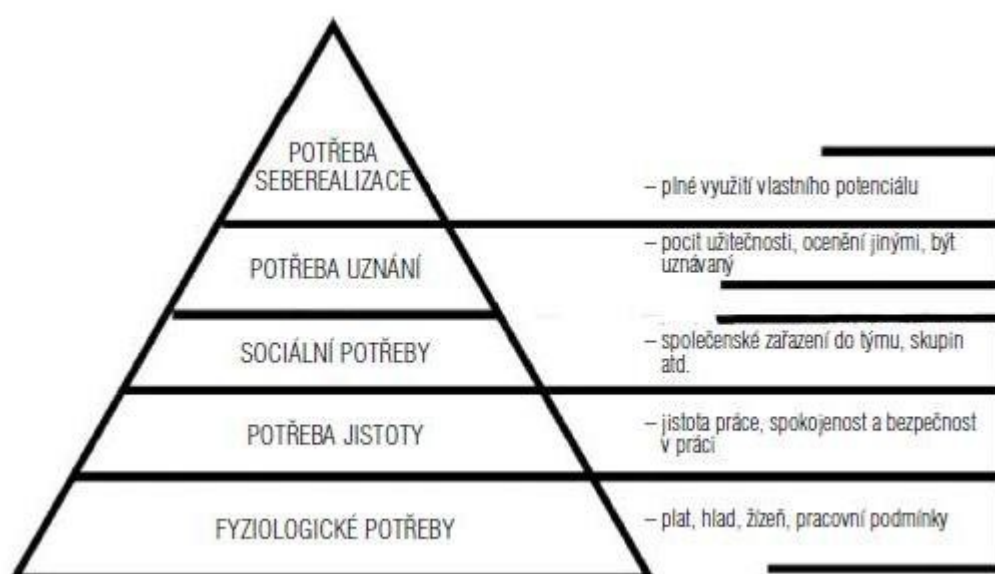 POTŘEBA
SEBEREALIZACE
– plné využití vlastního potenciálu
POTŘEBA UZNÁNÍ
– pocit užitečnosti, ocenění jinými, být
uznávaný
SOCIÁLNÍ POTŘEBY
– společenské zařazení do týmu, skupin
atd.
POTŘEBA JISTOTY
– jistota práce, spokojenost a bezpečnost
v práci
FYZIOLOGICKÉ POTŘEBY
– plat, hlad, žízeň, pracovní podmínky